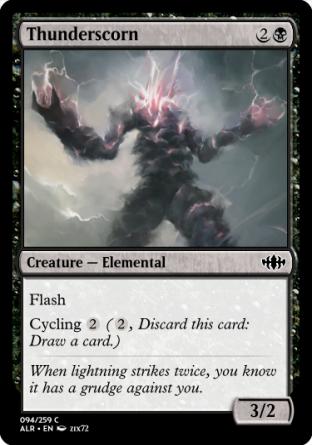 Thunderscorn 2
Creature — Elemental
Flash
Cycling 2 ( 2 , Discard this card:
Draw a card.)
When lightning strikes twice, you know
it has a grudge against you.
094/259 C
ALR • EN zix72
3/2